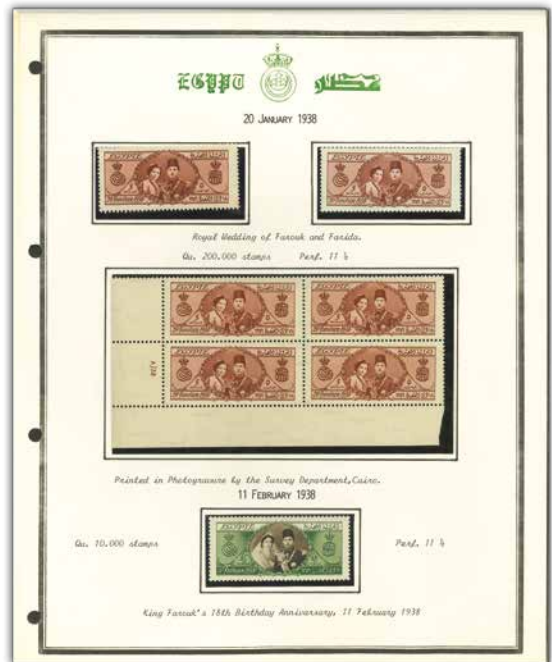 EGYPT مصر
20 JANUARY 1938
Royal Wedding of Farouk and Farida.
Qu. 200.000 stamps Perf. 11 ½
A/38
Printed in Photogravure by the Survey Department,Cairo.
11 FEBRUARY 1938
Qu. 10.000 stamps Perf. 11 ½
King Farouk's 18th Birthday Anniversary, 11 February 1938